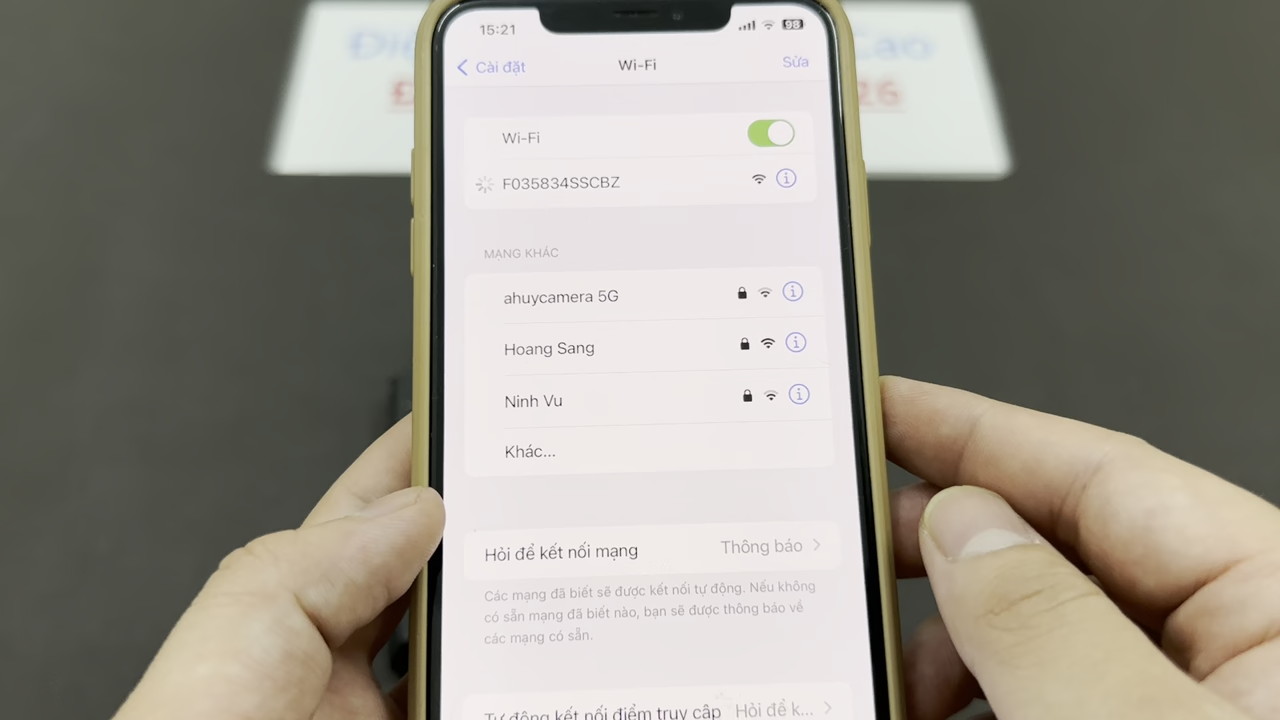 15:21
98
Cài đặt
Wi-Fi
Sửa
Wi-Fi
F035834SSCBZ
MẠNG KHÁC
ahuycamera 5G
Hoang Sang
Ninh Vu
Khác...
Hỏi để kết nối mạng
Thông báo
Các mạng đã biết sẽ được kết nối tự động. Nếu không
có sẵn mạng đã biết nào, bạn sẽ được thông báo về
các mạng có sẵn.
Tự động kết nối điểm truy cập
Hỏi để k...